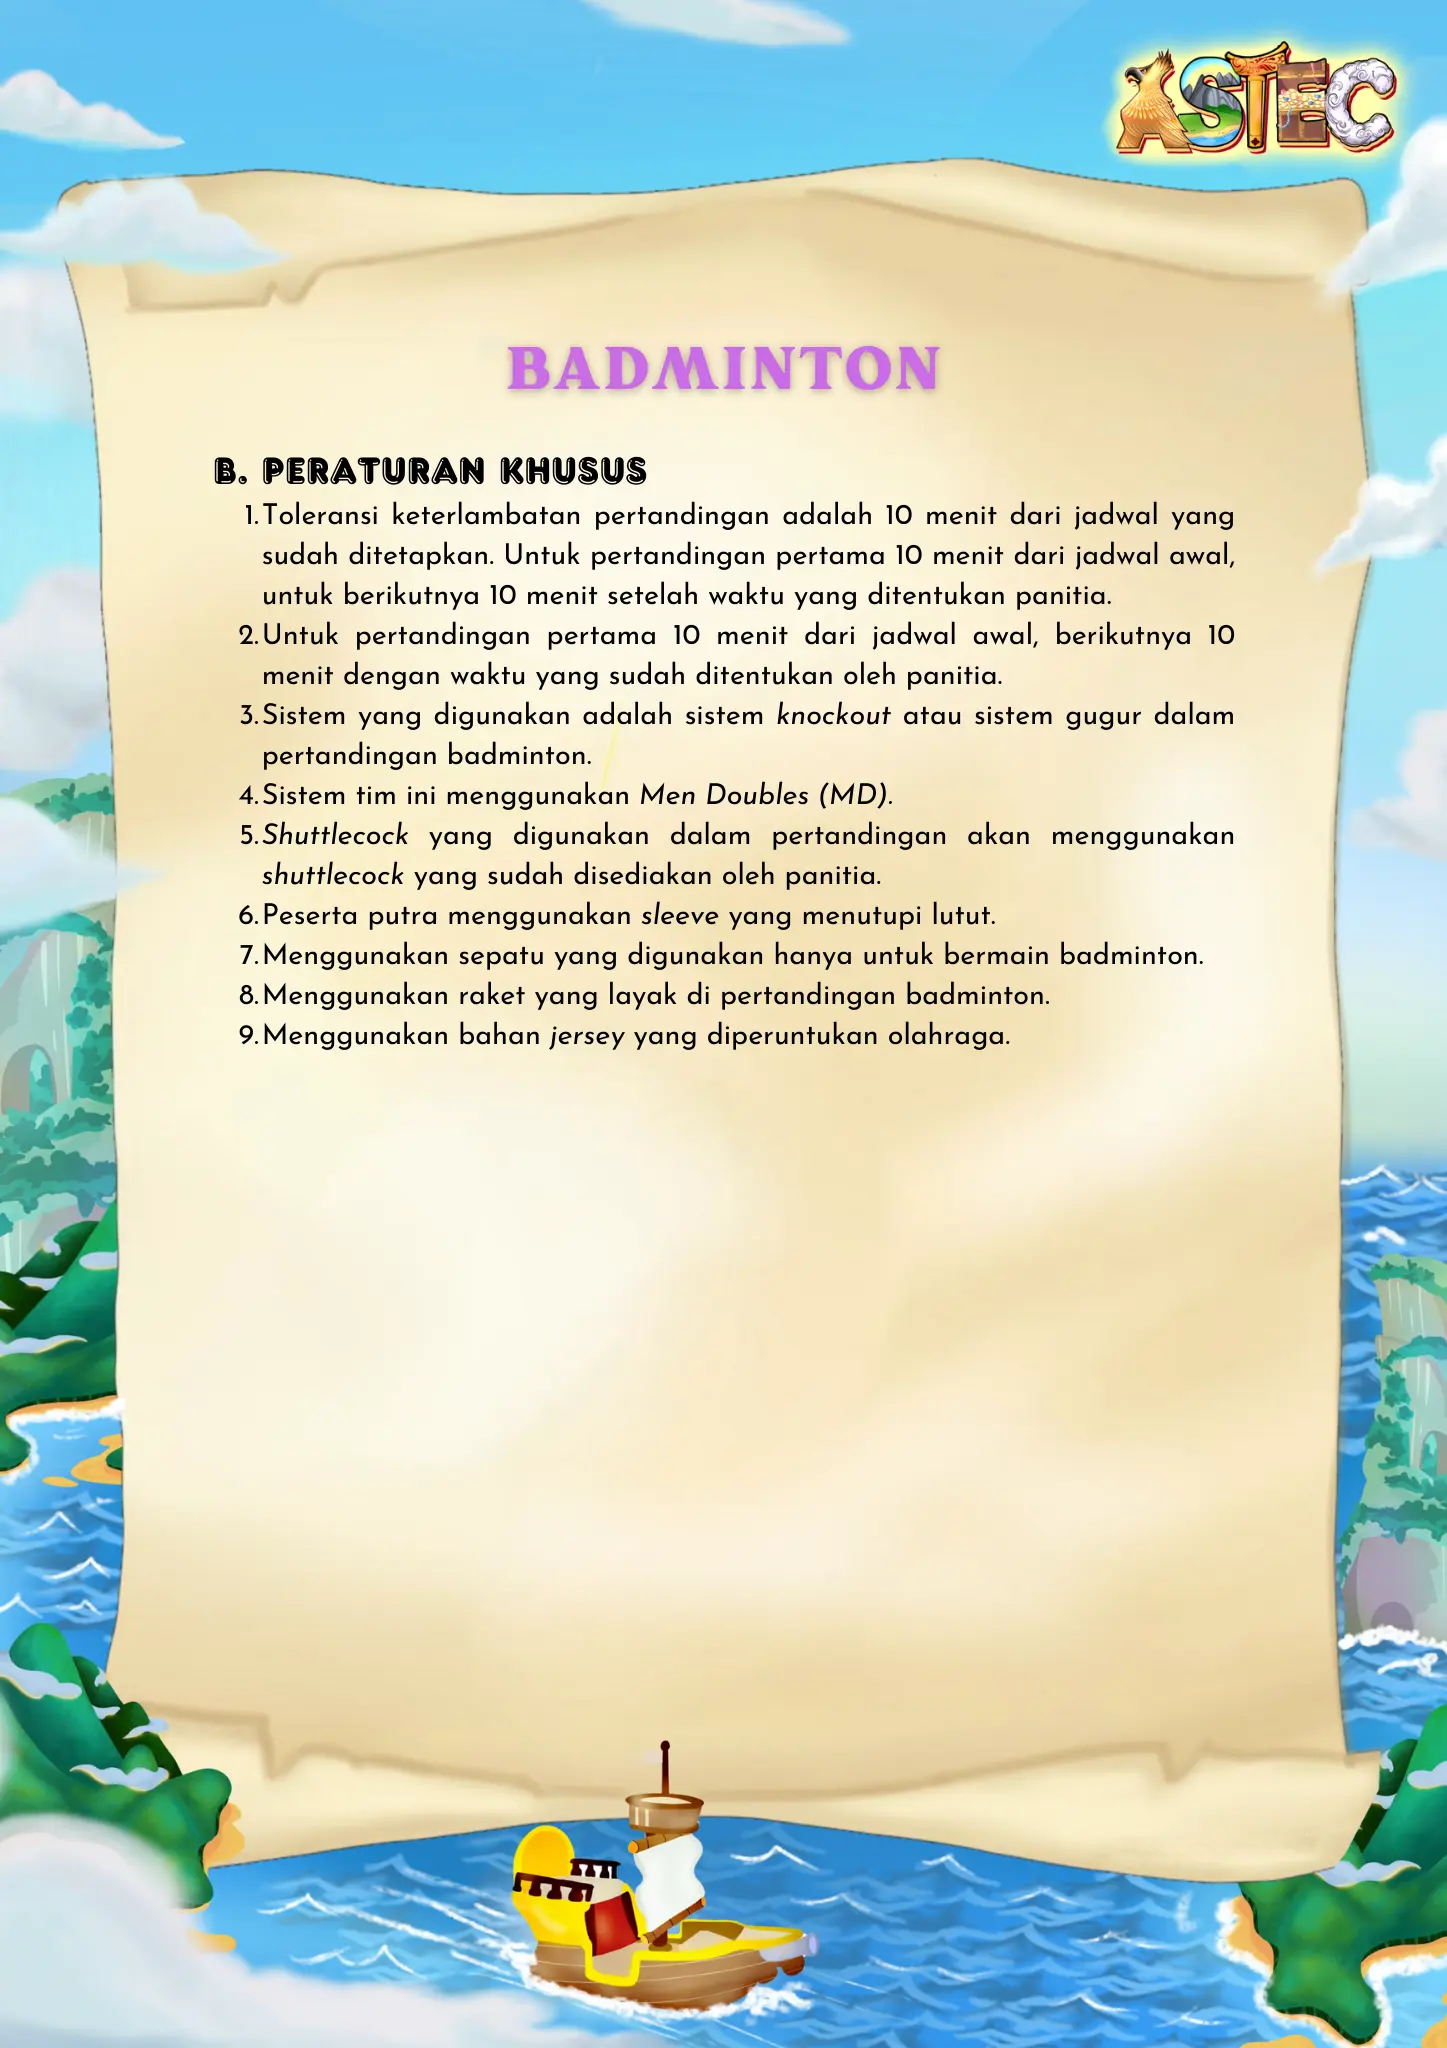 ASTEC
BADMINTON
B. PERATURAN KHUSUS
1. Toleransi keterlambatan pertandingan adalah 10 menit dari jadwal yang
sudah ditetapkan. Untuk pertandingan pertama 10 menit dari jadwal awal,
untuk berikutnya 10 menit setelah waktu yang ditentukan panitia.
2. Untuk pertandingan pertama 10 menit dari jadwal awal, berikutnya 10
menit dengan waktu yang sudah ditentukan oleh panitia.
3. Sistem yang digunakan adalah sistem knockout atau sistem gugur dalam
pertandingan badminton.
4. Sistem tim ini menggunakan Men Doubles (MD).
5. Shuttlecock yang digunakan dalam pertandingan akan menggunakan
shuttlecock yang sudah disediakan oleh panitia.
6. Peserta putra menggunakan sleeve yang menutupi lutut.
7. Menggunakan sepatu yang digunakan hanya untuk bermain badminton.
8. Menggunakan raket yang layak di pertandingan badminton.
9. Menggunakan bahan jersey yang diperuntukan olahraga.